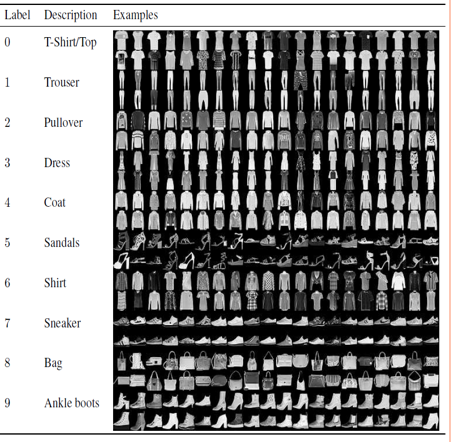 Label Description Examples
0 T-Shirt/Top
1 Trouser
2 Pullover
3 Dress
4 Coat
5 Sandals
6 Shirt
7 Sneaker
8 Bag
9 Ankle boots